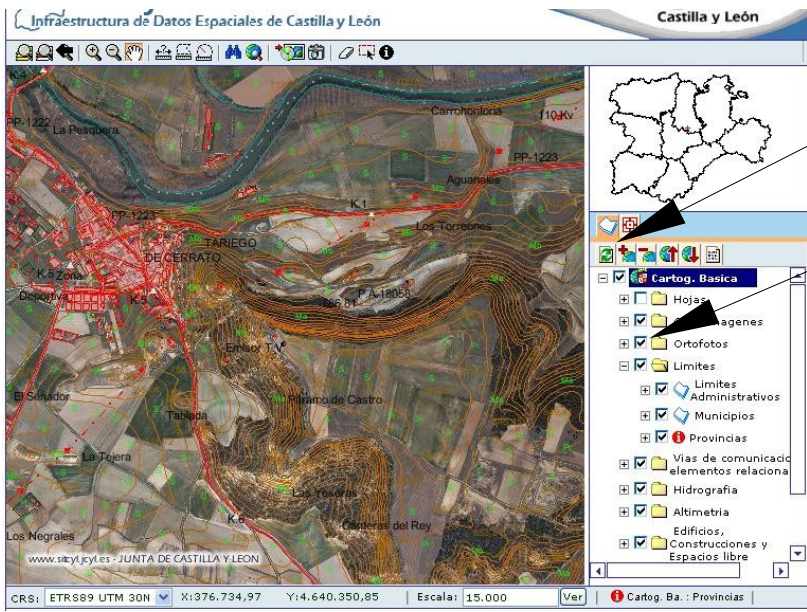 Infraestructura de Datos Espaciales de Castilla y León
Castilla y León
K.4
PP-1222
La Pesquera
Carrohontona
110 Kv
PP-1223
Aguanales
K.1
PP-1223
Los Torreones
TARIEGO
DE CERRATO
K.5 Zona
Deportiva
K.5
P.A.18058
786.81
Emisor T.V.
El Senador
Tablada
Páramo de Castro
La Tejera
Las Yeseras
K.6
Canteras del Rey
Los Negrales
www.sitcyl.jcyl.es - JUNTA DE CASTILLA Y LEON
Cartog. Basica
Hojas
Ortofotos
Limites
Limites
Administrativos
Municipios
Provincias
Vias de comunicacio
elementos relaciona
Hidrografia
Altimetria
Edificios,
Construcciones y
Espacios libre
CRS: ETRS89 UTM 30N X:376.734,97 Y:4.640.350,85 Escala: 15.000 Ver Cartog. Ba. : Provincias